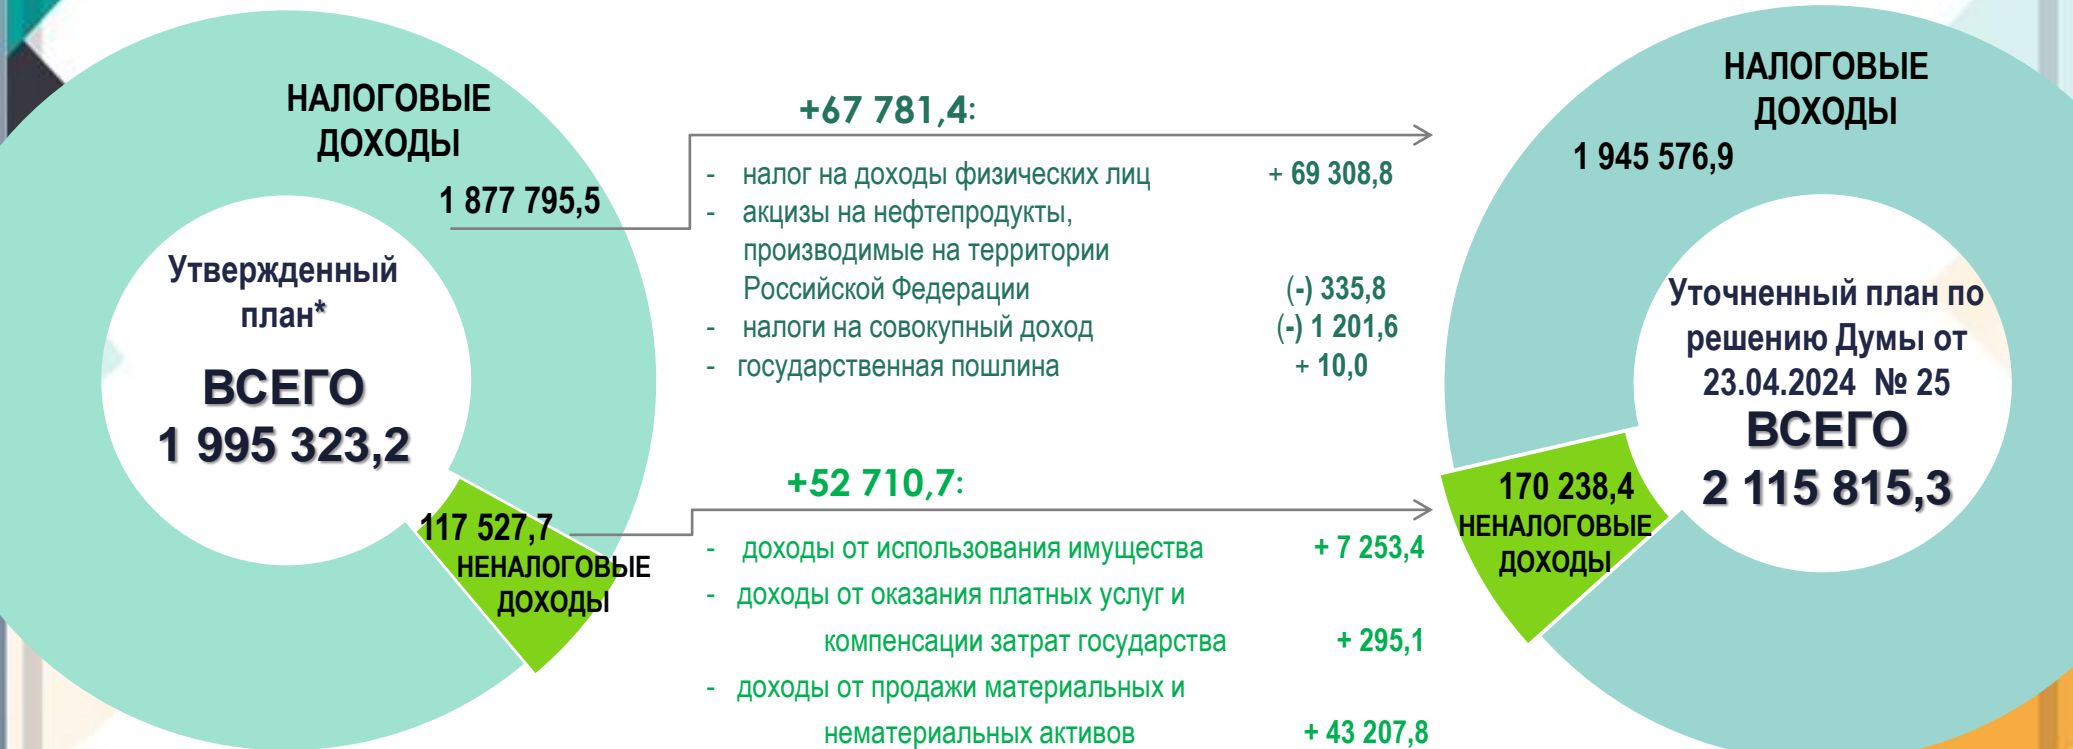 НАЛОГОВЫЕ
ДОХОДЫ
1 877 795,5
Утвержденный
план*
ВСЕГО
1 995 323,2
117 527,7
НЕНАЛОГОВЫЕ
ДОХОДЫ
+67 781,4:
- налог на доходы физических лиц + 69 308,8
- акцизы на нефтепродукты,
производимые на территории
Российской Федерации (-) 335,8
- налоги на совокупный доход (-) 1 201,6
- государственная пошлина + 10,0
+52 710,7:
- доходы от использования имущества + 7 253,4
- доходы от оказания платных услуг и
компенсации затрат государства + 295,1
- доходы от продажи материальных и
нематериальных активов + 43 207,8
НАЛОГОВЫЕ
ДОХОДЫ
1 945 576,9
Уточненный план по
решению Думы от
23.04.2024 № 25
ВСЕГО
2 115 815,3
170 238,4
НЕНАЛОГОВЫЕ
ДОХОДЫ